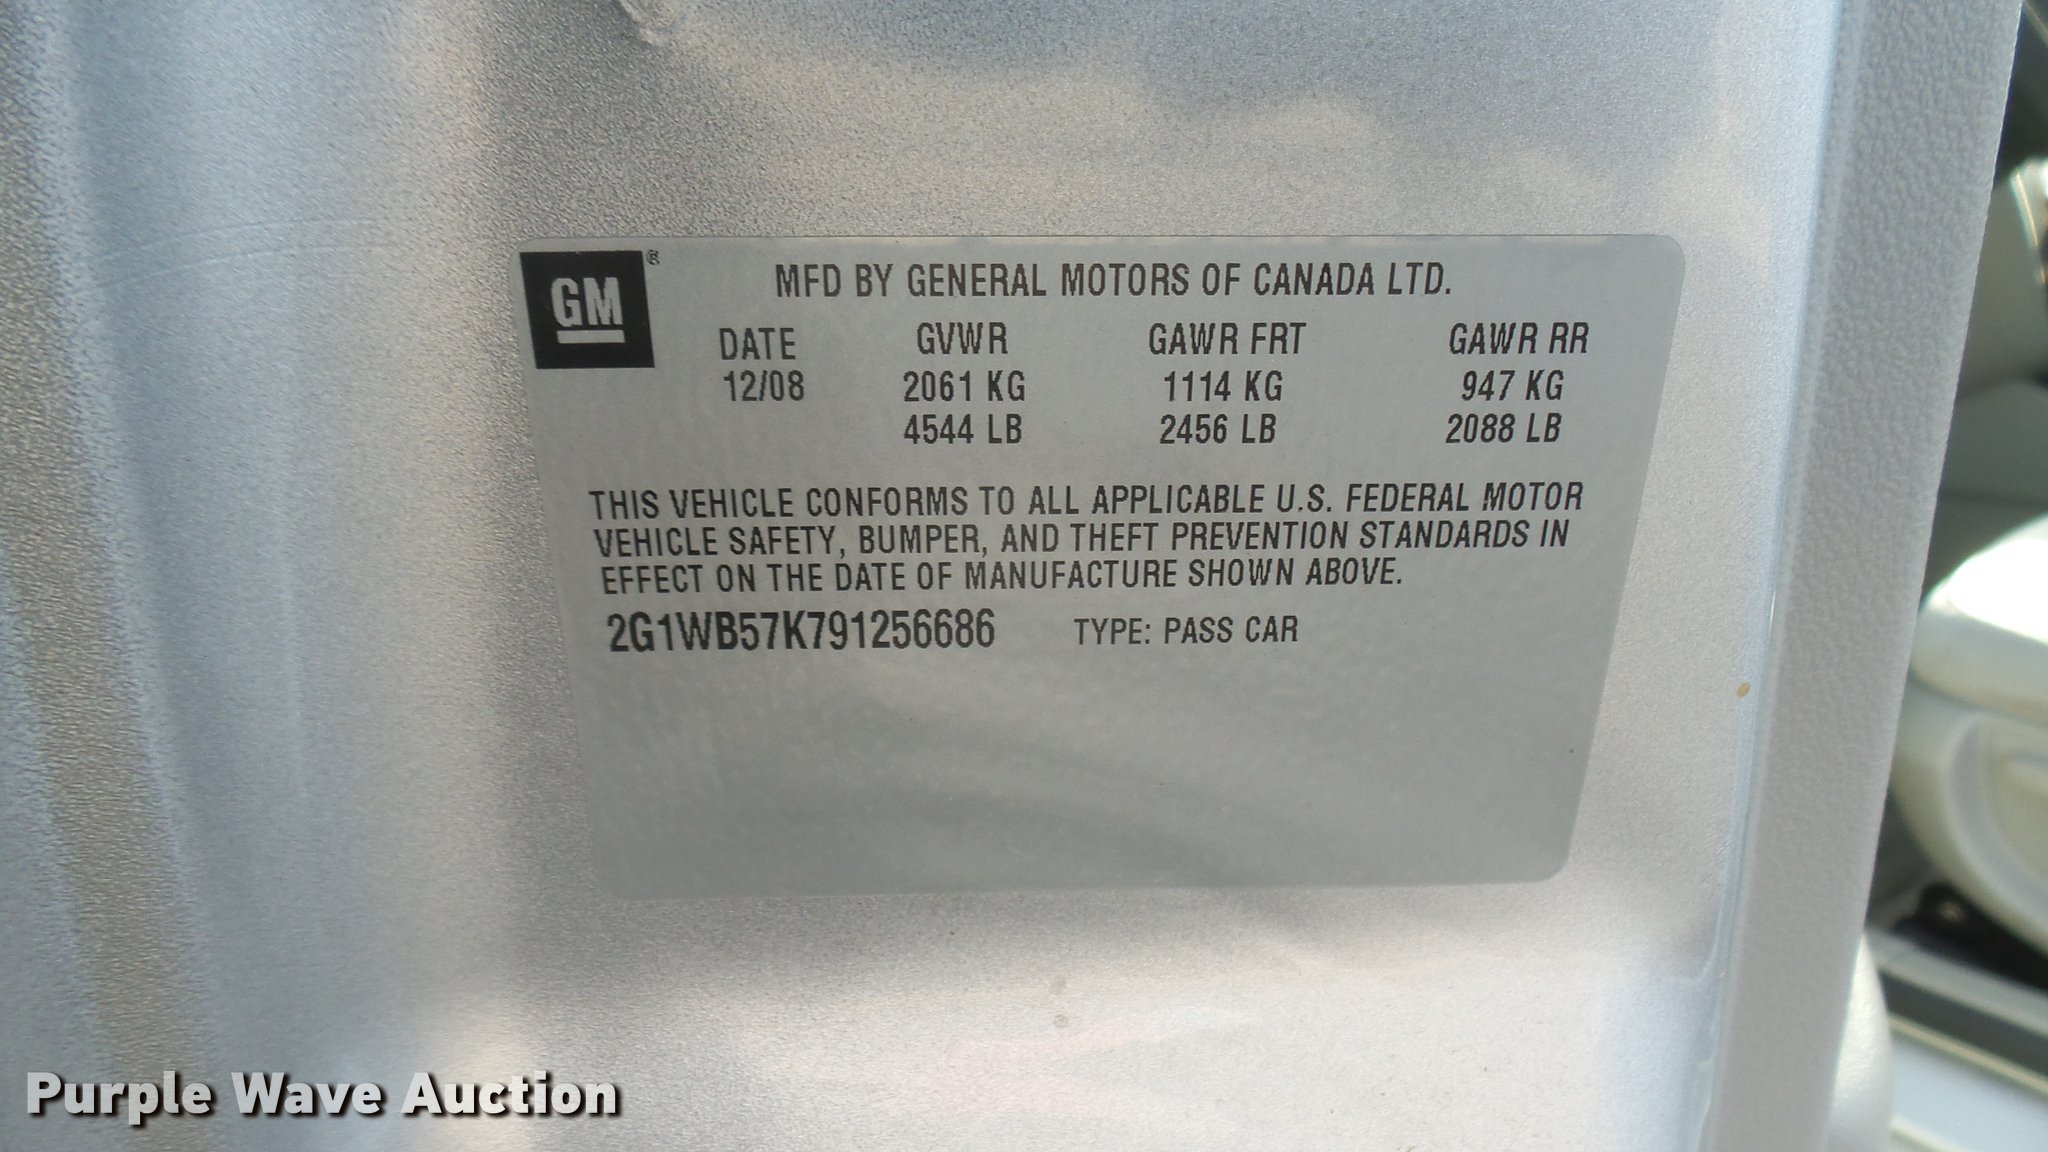 GM®
MFD BY GENERAL MOTORS OF CANADA LTD.
DATE GVWR GAWR FRT GAWR RR
12/08 2061 KG 1114 KG 947 KG
4544 LB 2456 LB 2088 LB
THIS VEHICLE CONFORMS TO ALL APPLICABLE U.S. FEDERAL MOTOR
VEHICLE SAFETY, BUMPER, AND THEFT PREVENTION STANDARDS IN
EFFECT ON THE DATE OF MANUFACTURE SHOWN ABOVE.
2G1WB57K791256686 TYPE: PASS CAR
Purple Wave Auction